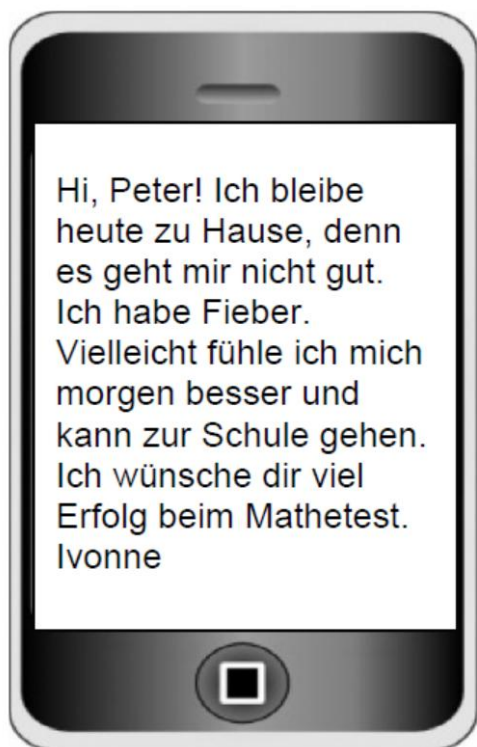 Hi, Peter! Ich bleibe
heute zu Hause, denn
es geht mir nicht gut.
Ich habe Fieber.
Vielleicht fühle ich mich
morgen besser und
kann zur Schule gehen.
Ich wünsche dir viel
Erfolg beim Mathetest.
Ivonne